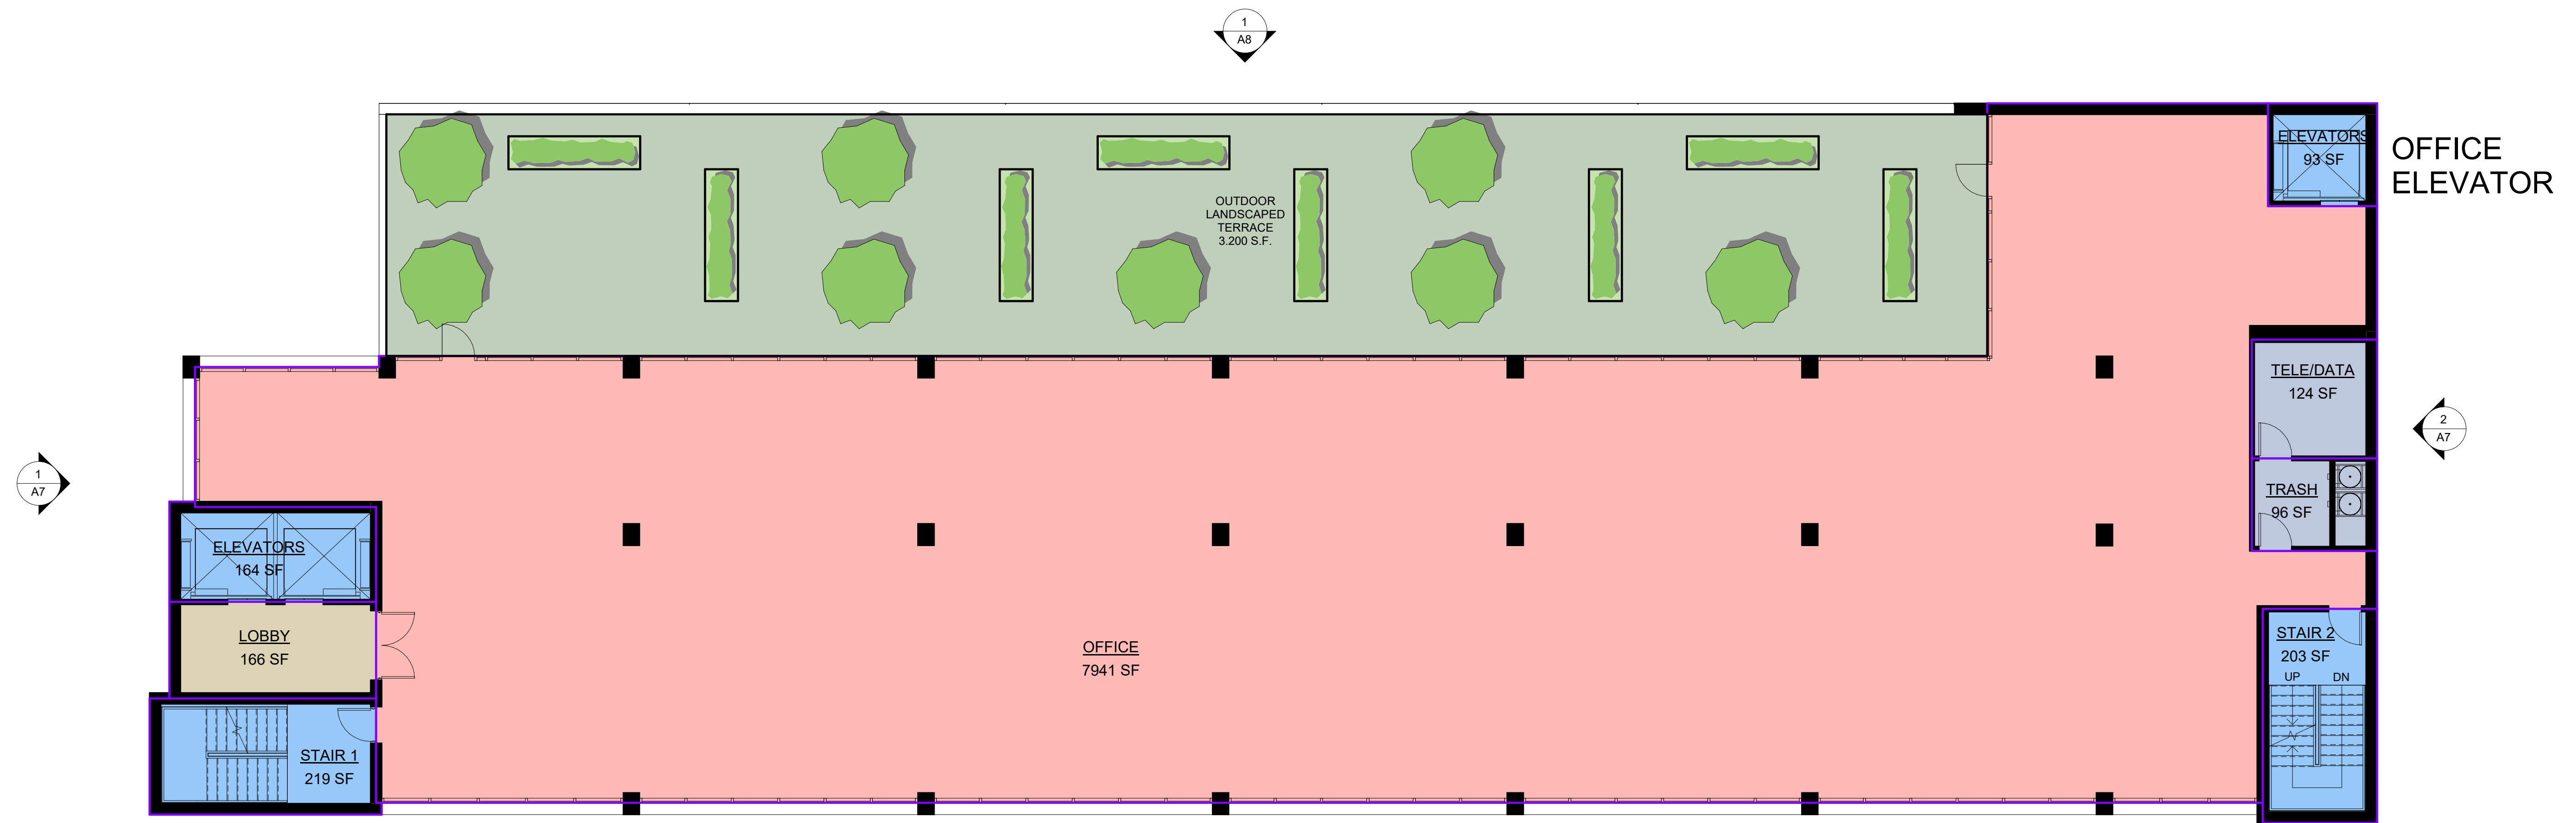 1
A8
ELEVATORS
93 SF
OFFICE
ELEVATOR
OUTDOOR
LANDSCAPED
TERRACE
3.200 S.F.
TELE/DATA
124 SF
2
A7
1
A7
TRASH
96 SF
ELEVATORS
164 SF
LOBBY
166 SF
OFFICE
7941 SF
STAIR 2
203 SF
UP DN
STAIR 1
219 SF